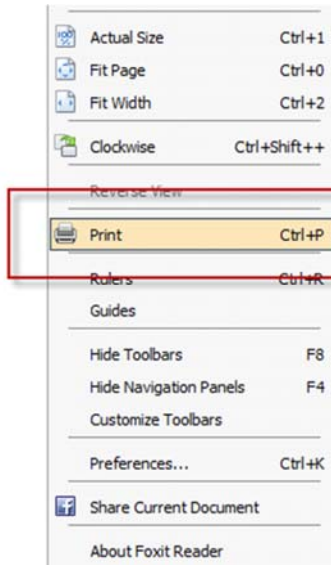 Actual Size Ctrl+1
Fit Page Ctrl+0
Fit Width Ctrl+2
Clockwise Ctrl+Shift++
Reverse View
Print Ctrl+P
Rulers Ctrl+R
Guides
Hide Toolbars F8
Hide Navigation Panels F4
Customize Toolbars
Preferences... Ctrl+K
Share Current Document
About Foxit Reader